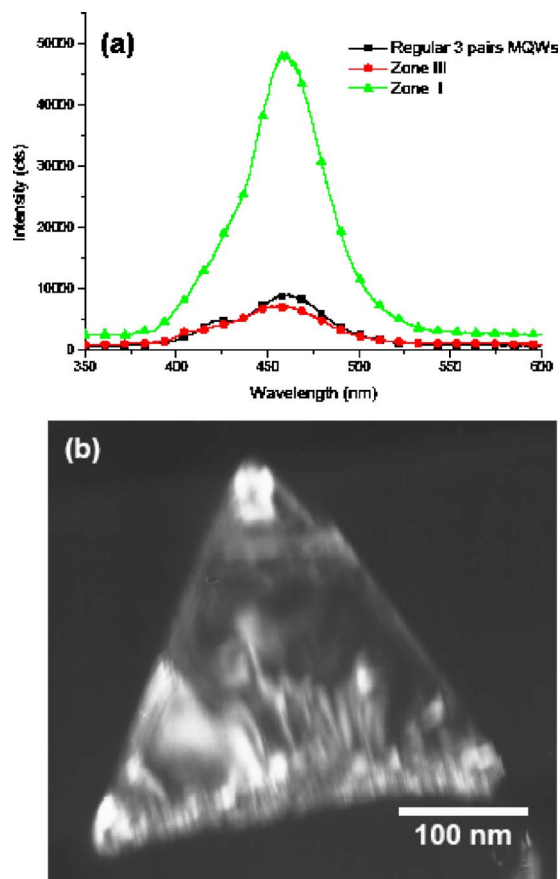 (a)
Regular 3 pairs MQWs
Zone III
Zone I
50000
40000
30000
20000
10000
0
Intensity (cts)
350 400 450 500 550 600
Wavelength (nm)
(b)
100 nm